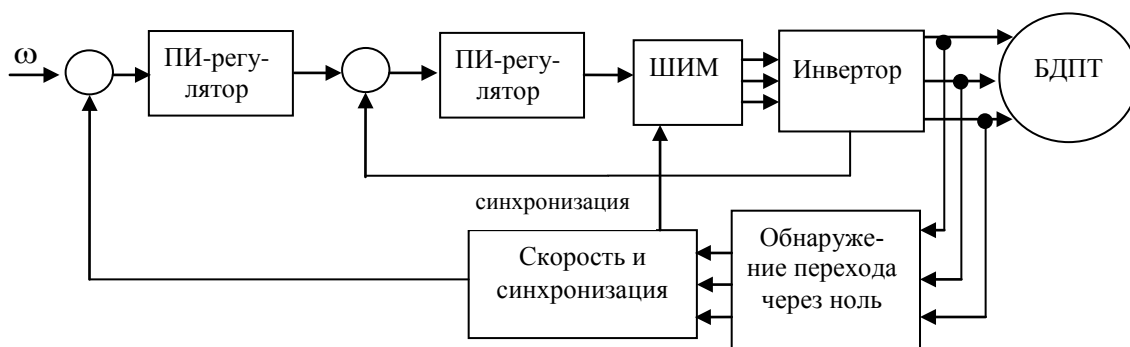 ω
ПИ-регу-
лятор
ПИ-регу-
лятор
ШИМ
Инвертор
БДПТ
синхронизация
Скорость и
синхронизация
Обнаруже-
ние перехода
через ноль